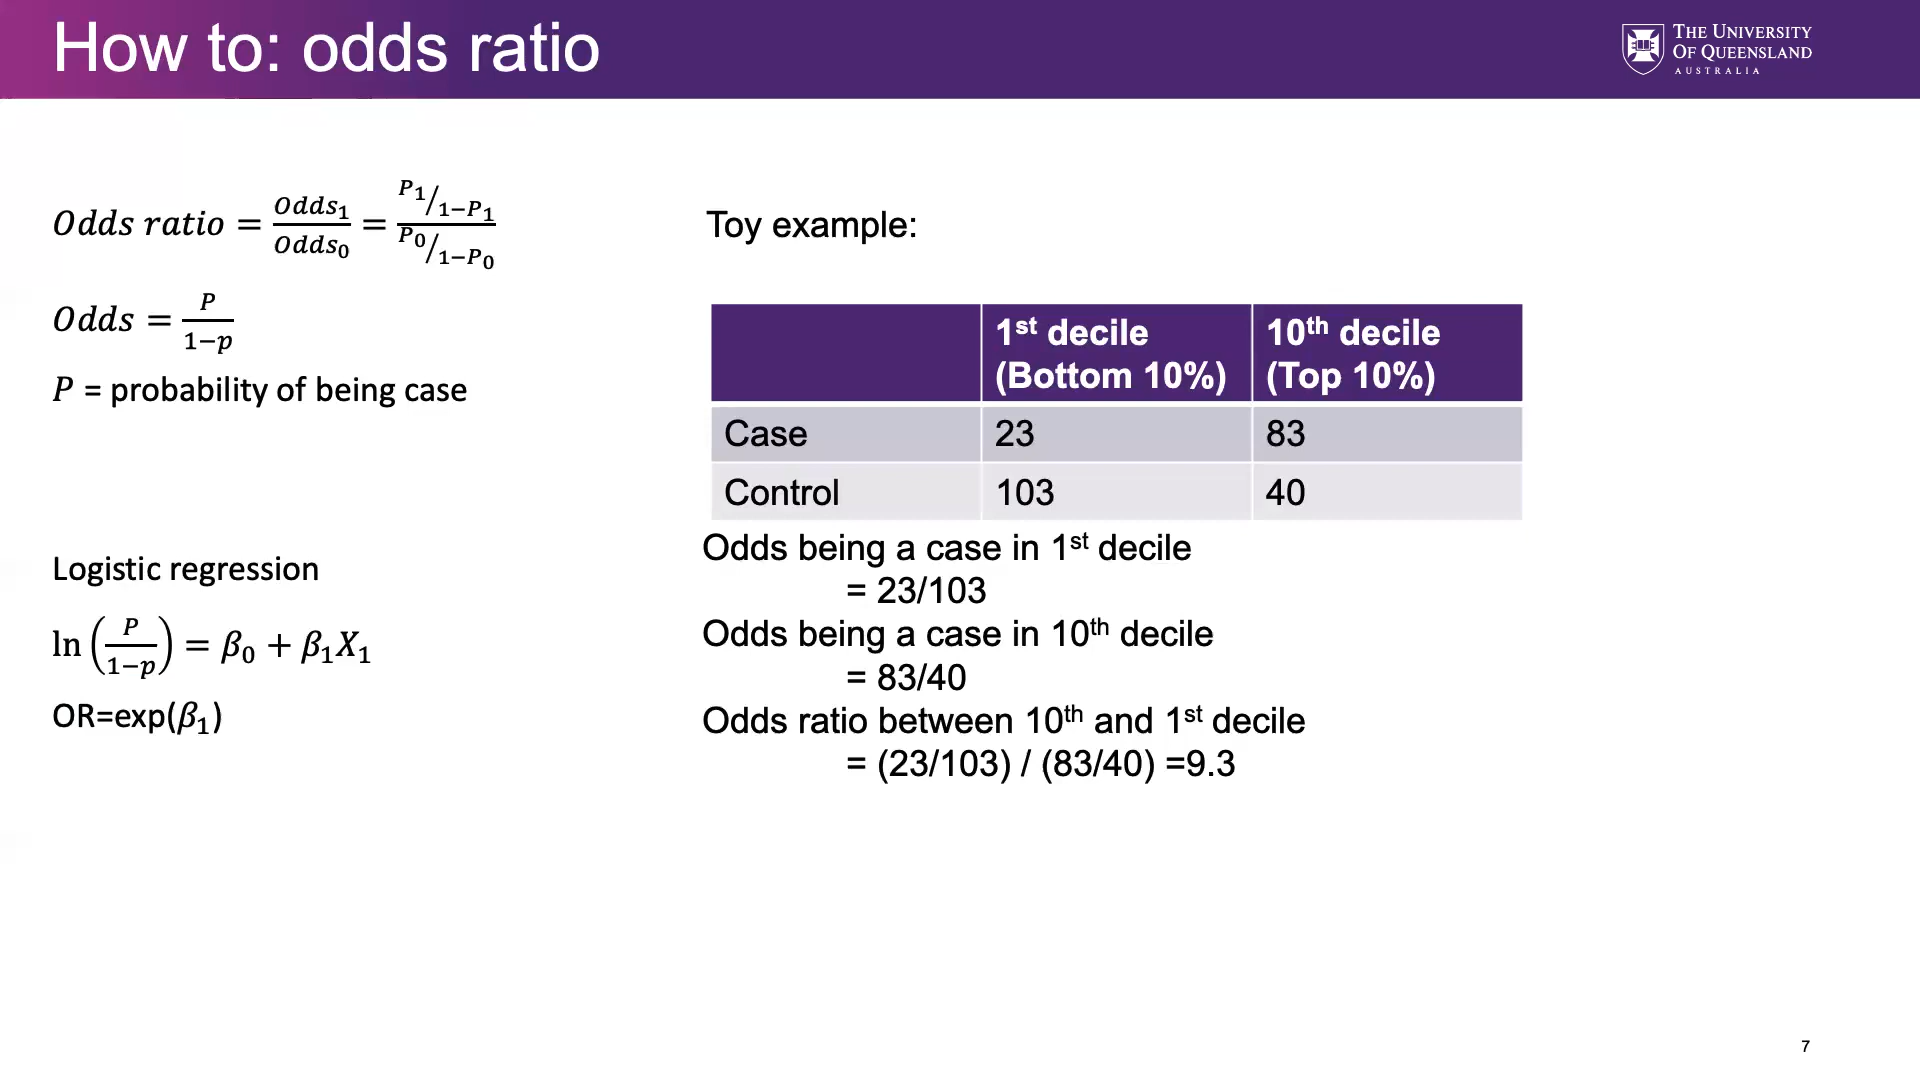 How to: odds ratio
THE UNIVERSITY
OF QUEENSLAND
AUSTRALIA
Odds ratio = Odds₁/Odds₀ = (P₁/1−P₁)/(P₀/1−P₀)
Odds = P/1−p
P = probability of being case
Logistic regression
ln(P/1−p) = β₀ + β₁X₁
OR=exp(β₁)
Toy example:
1st decile (Bottom 10%) 10th decile (Top 10%)
Case 23 83
Control 103 40
Odds being a case in 1st decile
= 23/103
Odds being a case in 10th decile
= 83/40
Odds ratio between 10th and 1st decile
= (23/103) / (83/40) =9.3
7